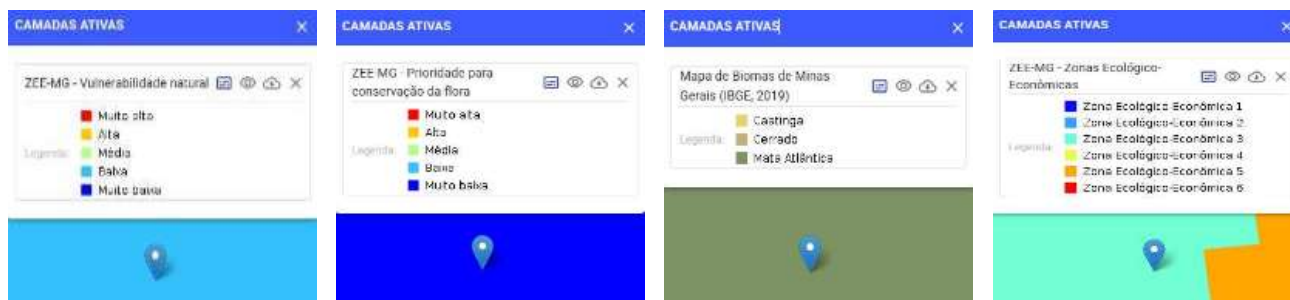 CAMADAS ATIVAS
ZEE-MG - Vulnerabilidade natural
Legenda:
Muito alto
Alta
Média
Baixa
Muito baixa
CAMADAS ATIVAS
ZEE MG - Prioridade para
conservação da flora
Legenda:
Muto alta
Alta
Média
Baixa
Muto baixa
CAMADAS ATIVAS
Mapa de Biomas de Minas
Gerais (IBGE, 2019)
Legenda:
Caatinga
Cerrado
Mata Atlântica
CAMADAS ATIVAS
ZEE-MG - Zonas Ecológico-
Econômicas
Legenda:
Zona Ecológico-Econômica 1
Zona Ecológico-Econômica 2
Zona Ecológico-Econômica 3
Zona Ecológico-Econômica 4
Zona Ecológico-Econômica 5
Zona Ecológico-Econômica 6